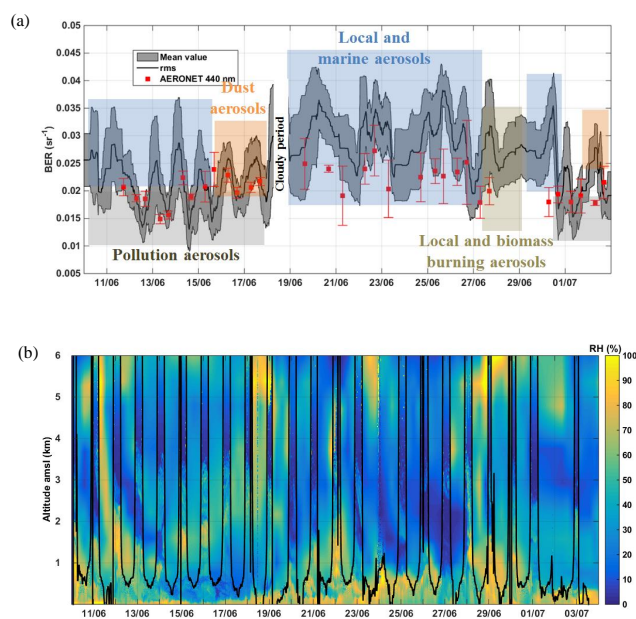 (a)
0.05
0.045
0.04
0.035
0.03
0.025
0.02
0.015
0.01
0.005
BER (sr⁻¹)
Mean value
rms
AERONET 440 nm
Dust
aerosols
Local and
marine aerosols
Cloudy period
Pollution aerosols
Local and biomass
burning aerosols
11/06 13/06 15/06 17/06 19/06 21/06 23/06 25/06 27/06 29/06 01/07
(b)
RH (%)
6
5
4
3
2
1
Altitude amsl (km)
100
90
80
70
60
50
40
30
20
10
0
11/06 13/06 15/06 17/06 19/06 21/06 23/06 25/06 27/06 29/06 01/07 03/07